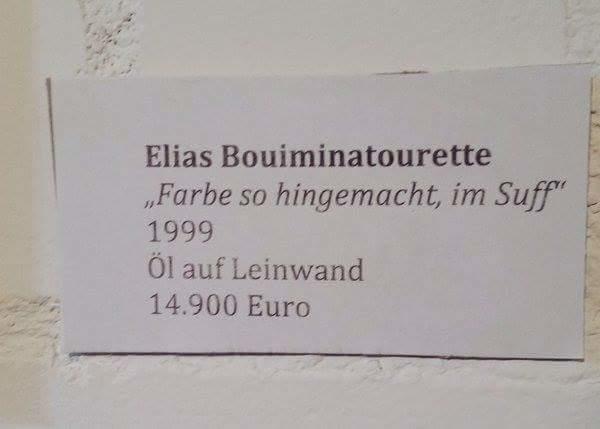 Elias Bouiminatourette
„Farbe so hingemacht, im Suff“
1999
Öl auf Leinwand
14.900 Euro